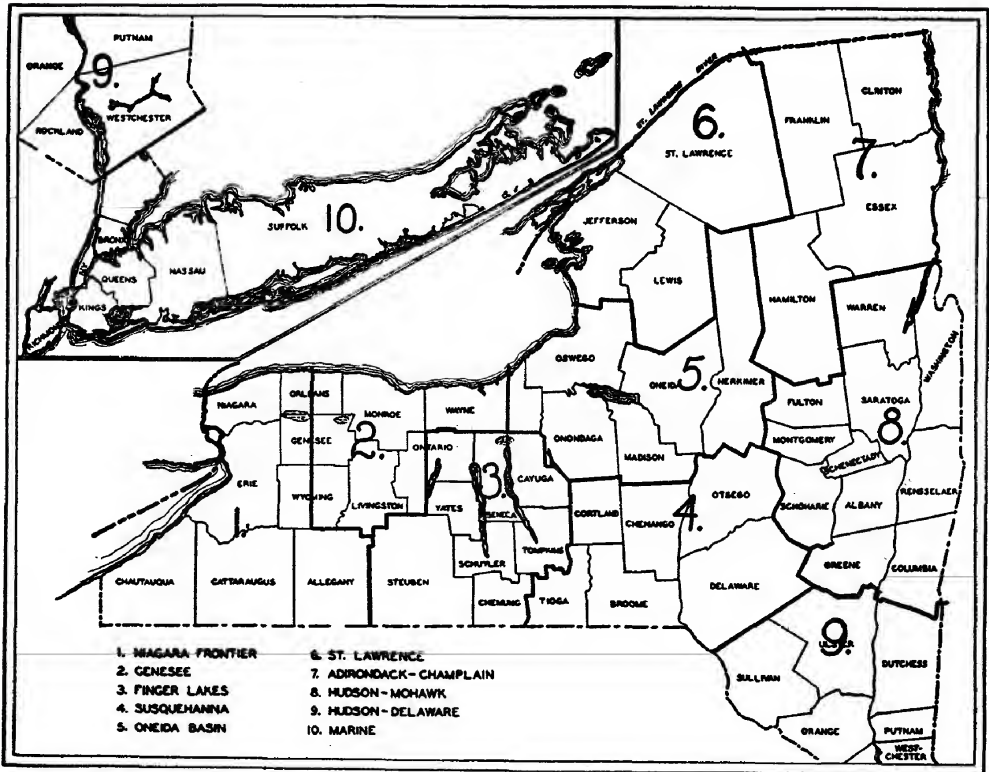 PUTNAM
ORANGE
9.
WESTCHESTER
ROCKLAND
BRONX
QUEENS
NASSAU
KINGS
RICHMOND
SUFFOLK
10.
ST. LAWRENCE RIVER
6.
ST. LAWRENCE
FRANKLIN
CLINTON
7.
ESSEX
JEFFERSON
LEWIS
HAMILTON
WARREN
WASHINGTON
OSWEGO
ONEIDA
5.
HERKIMER
FULTON
SARATOGA
8.
MONTGOMERY
SCHENECTADY
NIAGARA
ORLEANS
MONROE
WAYNE
GENESEE
2.
ONTARIO
ONONDAGA
MADISON
ERIE
WYOMING
LIVINGSTON
YATES
3.
SENECA
CAYUGA
CORTLAND
CHENANGO
OTSEGO
4.
SCHOHARIE
ALBANY
RENSSELAER
1.
SCHUYLER
TOMPKINS
CHAUTAUQUA
CATTARAUGUS
ALLEGANY
STEUBEN
CHEMUNG
TIOGA
BROOME
DELAWARE
GREENE
COLUMBIA
ULSTER
9.
SULLIVAN
DUTCHESS
ORANGE
PUTNAM
WEST-
CHESTER
1. NIAGARA FRONTIER
2. GENESEE
3. FINGER LAKES
4. SUSQUEHANNA
5. ONEIDA BASIN
6. ST. LAWRENCE
7. ADIRONDACK-CHAMPLAIN
8. HUDSON-MOHAWK
9. HUDSON-DELAWARE
10. MARINE